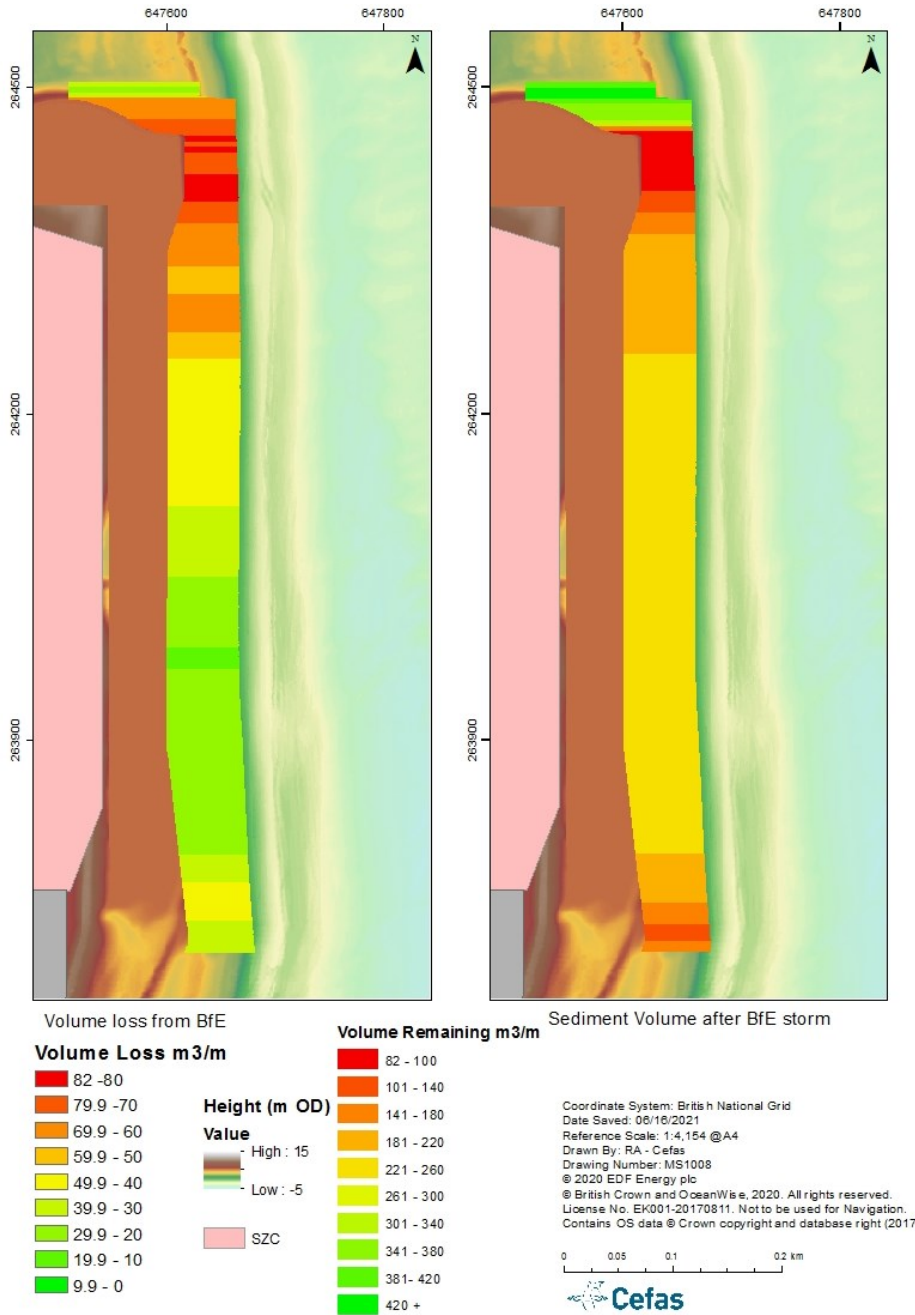 647600 647800 647600 647800
N N
264500 264500
264200 264200
263900 263900
Volume loss from BfE
Sediment Volume after BfE storm
Volume Loss m3/m
82 -80
79.9 -70
69.9 - 60
59.9 - 50
49.9 - 40
39.9 - 30
29.9 - 20
19.9 - 10
9.9 - 0
Height (m OD)
Value
High : 15
Low : -5
SZC
Volume Remaining m3/m
82 - 100
101 - 140
141 - 180
181 - 220
221 - 260
261 - 300
301 - 340
341 - 380
381- 420
420 +
Coordinate System: British National Grid
Date Saved: 06/16/2021
Reference Scale: 1:4,154 @A4
Drawn By: RA - Cefas
Drawing Number: MS1008
© 2020 EDF Energy plc
© British Crown and OceanWise, 2020. All rights reserved.
License No. EK001-20170811. Not to be used for Navigation.
Contains OS data © Crown copyright and database right (2017
0 0.05 0.1 0.2 km
Cefas